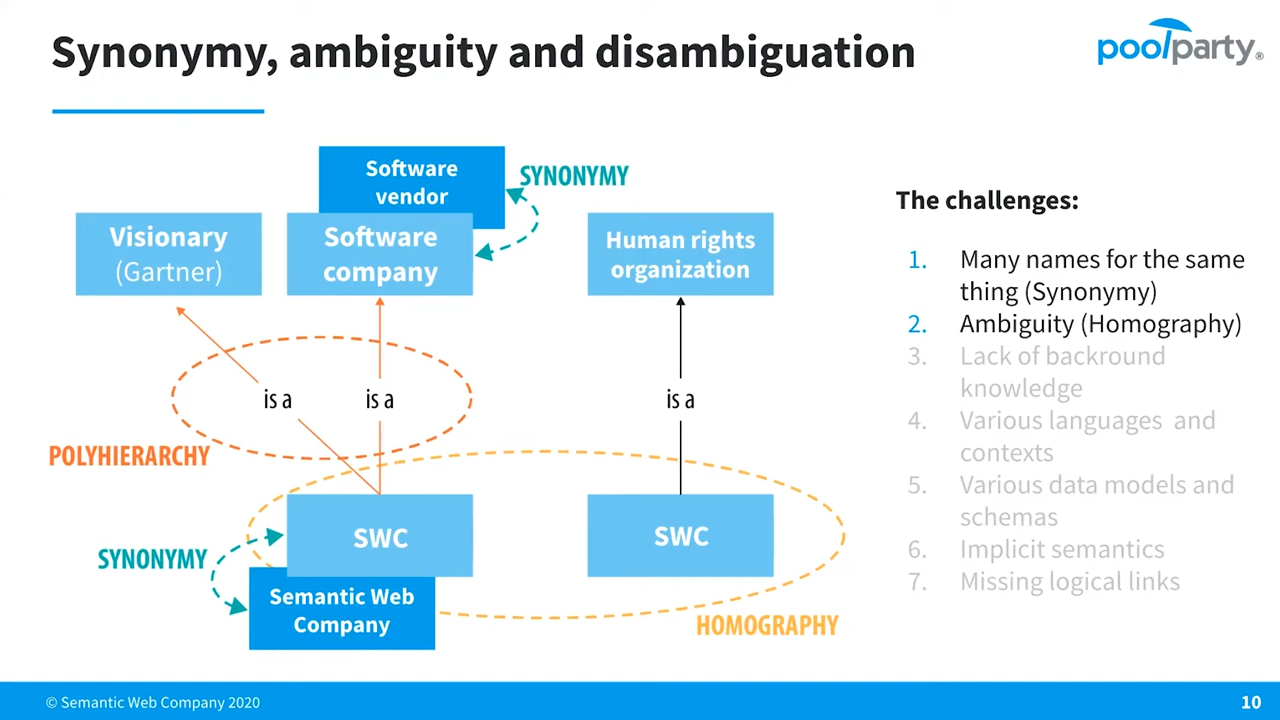 Synonymy, ambiguity and disambiguation
poolparty®
Software
vendor
SYNONYMY
Visionary
(Gartner)
Software
company
Human rights
organization
is a
is a
is a
POLYHIERARCHY
SWC
SWC
SYNONYMY
Semantic Web
Company
HOMOGRAPHY
The challenges:
1. Many names for the same
thing (Synonymy)
2. Ambiguity (Homography)
3. Lack of backround
knowledge
4. Various languages and
contexts
5. Various data models and
schemas
6. Implicit semantics
7. Missing logical links
© Semantic Web Company 2020
10